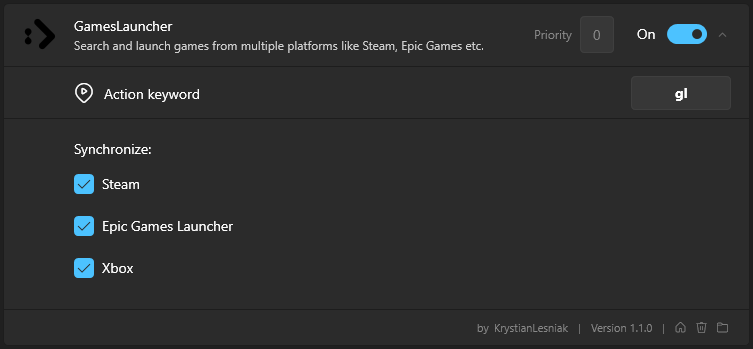 GamesLauncher
Search and launch games from multiple platforms like Steam, Epic Games etc.
Priority 0 On
Action keyword gl
Synchronize:
Steam
Epic Games Launcher
Xbox
by KrystianLesniak | Version 1.1.0 |